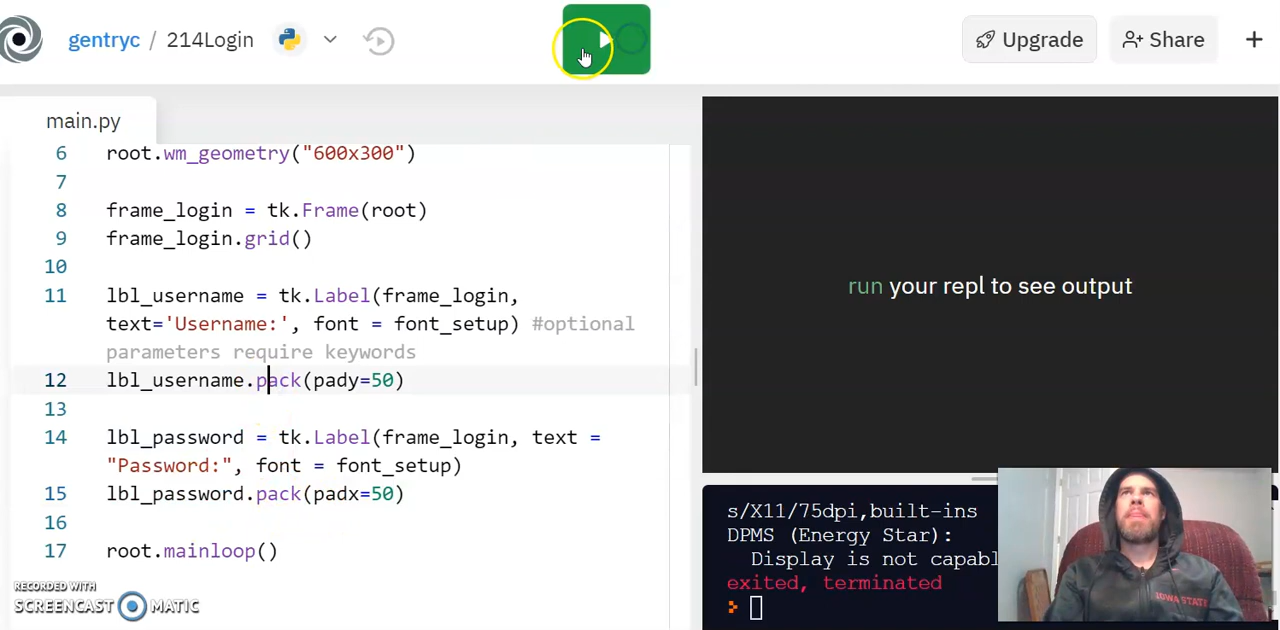 gentryc / 214Login
Upgrade
Share
main.py
6 root.wm_geometry("600x300")
7
8 frame_login = tk.Frame(root)
9 frame_login.grid()
10
11 lbl_username = tk.Label(frame_login,
text='Username:', font = font_setup) #optional
parameters require keywords
12 lbl_username.pack(pady=50)
13
14 lbl_password = tk.Label(frame_login, text =
"Password:", font = font_setup)
15 lbl_password.pack(padx=50)
16
17 root.mainloop()
run your repl to see output
s/X11/75dpi,built-ins
DPMS (Energy Star):
Display is not capabl
exited, terminated
IOWA STATE
RECORDED WITH
SCREENCAST MATIC